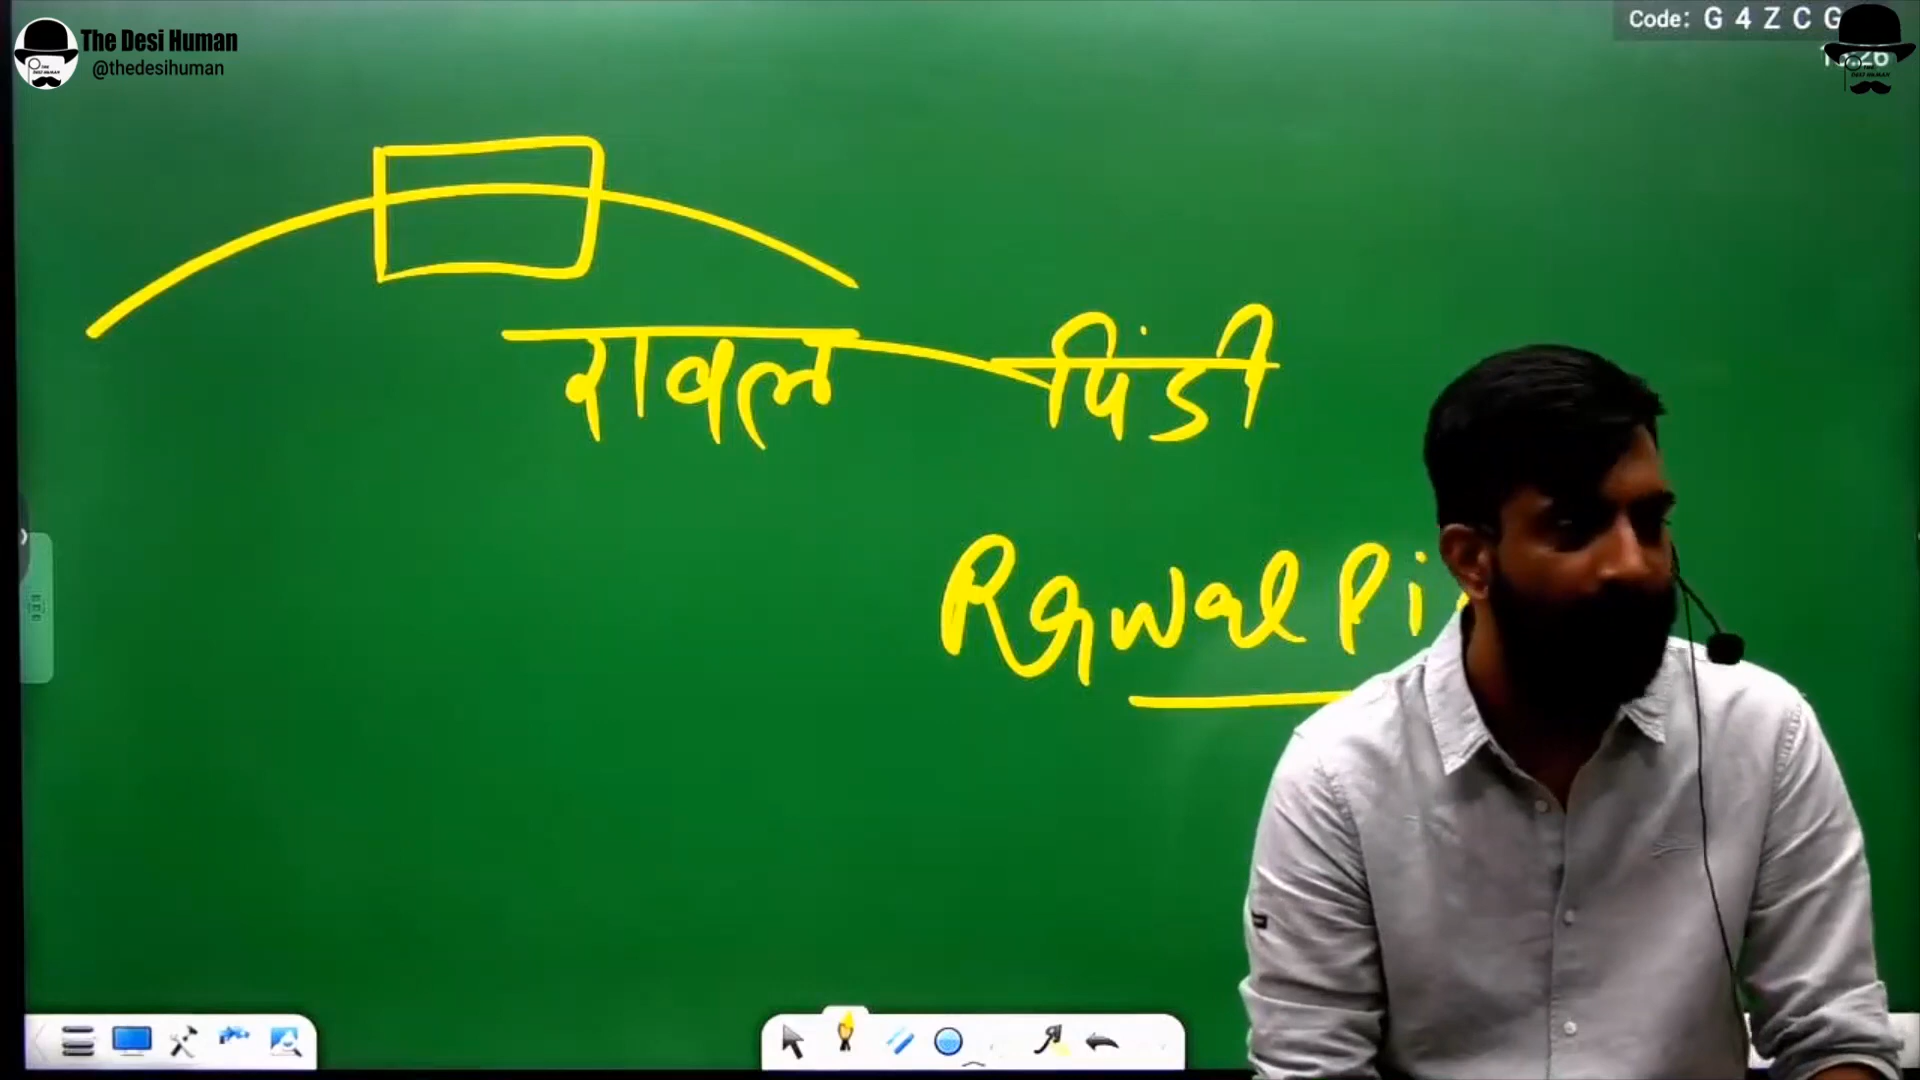 The Desi Human
@thedesihuman
Code: G 4 Z C G
रावल पिंडी
Rawal Pi